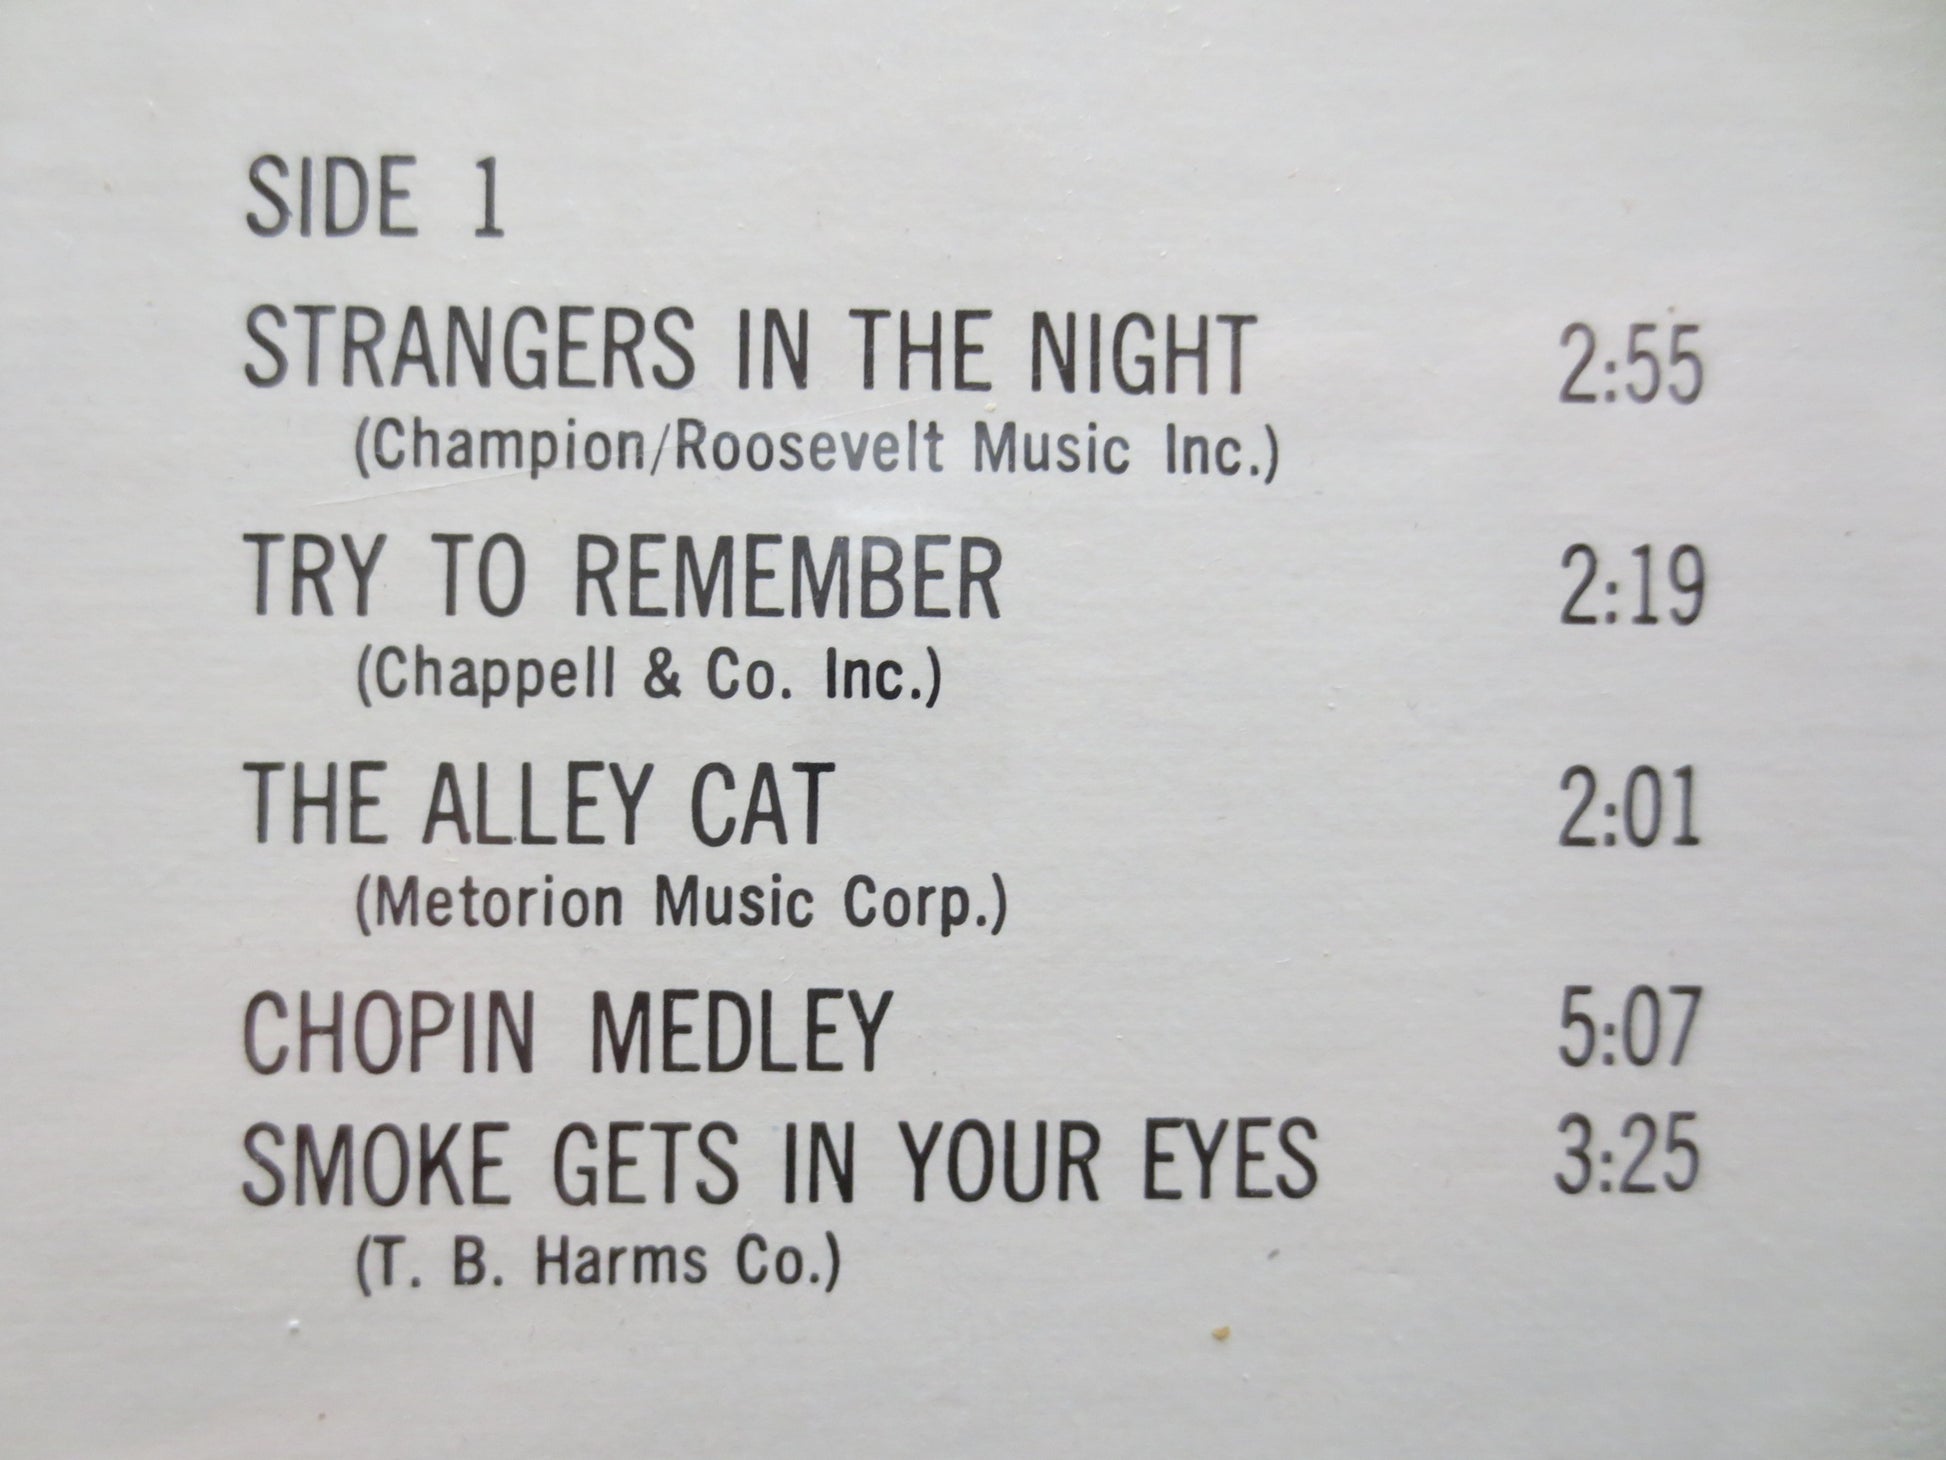 SIDE 1
STRANGERS IN THE NIGHT 2:55
(Champion/Roosevelt Music Inc.)
TRY TO REMEMBER 2:19
(Chappell & Co. Inc.)
THE ALLEY CAT 2:01
(Metorion Music Corp.)
CHOPIN MEDLEY 5:07
SMOKE GETS IN YOUR EYES 3:25
(T. B. Harms Co.)